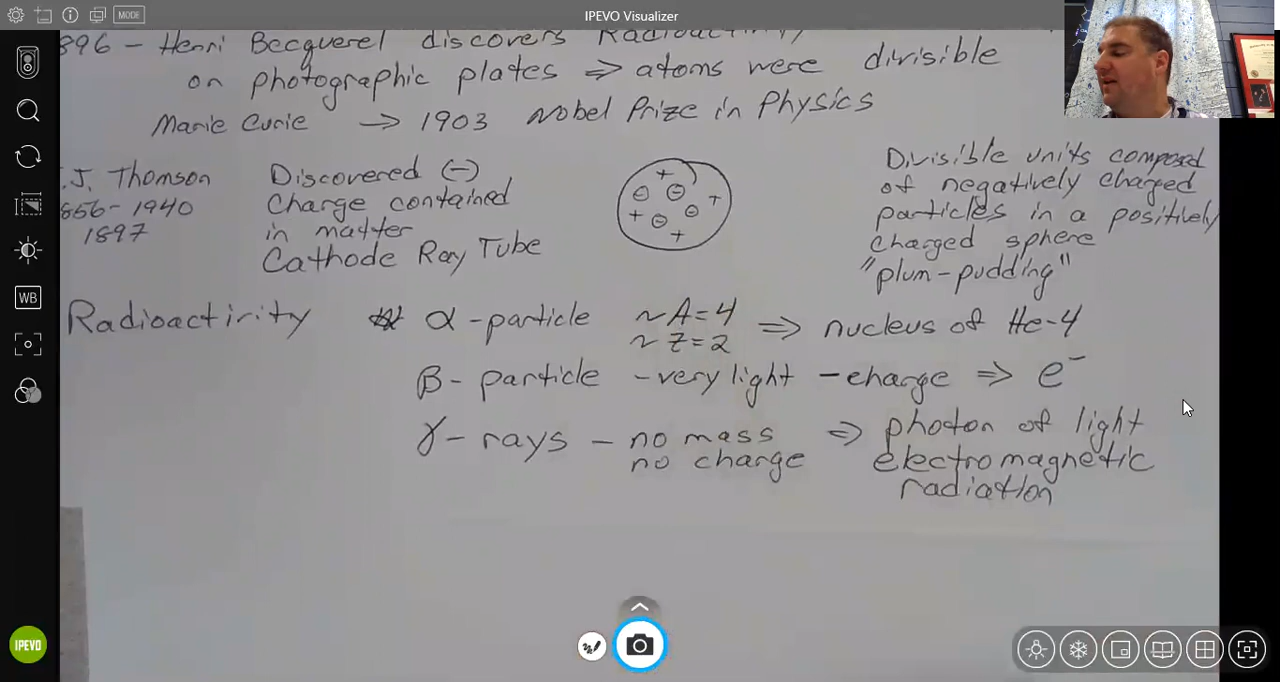 IPEVO Visualizer
MODE
896 – Henri Becquerel discovers Radioactivity
on photographic plates ⇒ atoms were divisible
Marie Curie → 1903 Nobel Prize in Physics
.J. Thomson
856-1940
1897
Discovered (-)
Charge contained
in matter
Cathode Ray Tube
+
⊖ ⊖ +
+ ⊖ ⊖
+
Divisible units composed
of negatively charged
particles in a positively
charged sphere
"plum-pudding"
Radioactivity
α-particle ~A=4 ⇒ nucleus of He-4
~Z=2
β-particle -very light -charge ⇒ e⁻
γ-rays – no mass ⇒ photon of light
no charge electromagnetic
radiation
WB
IPEVO